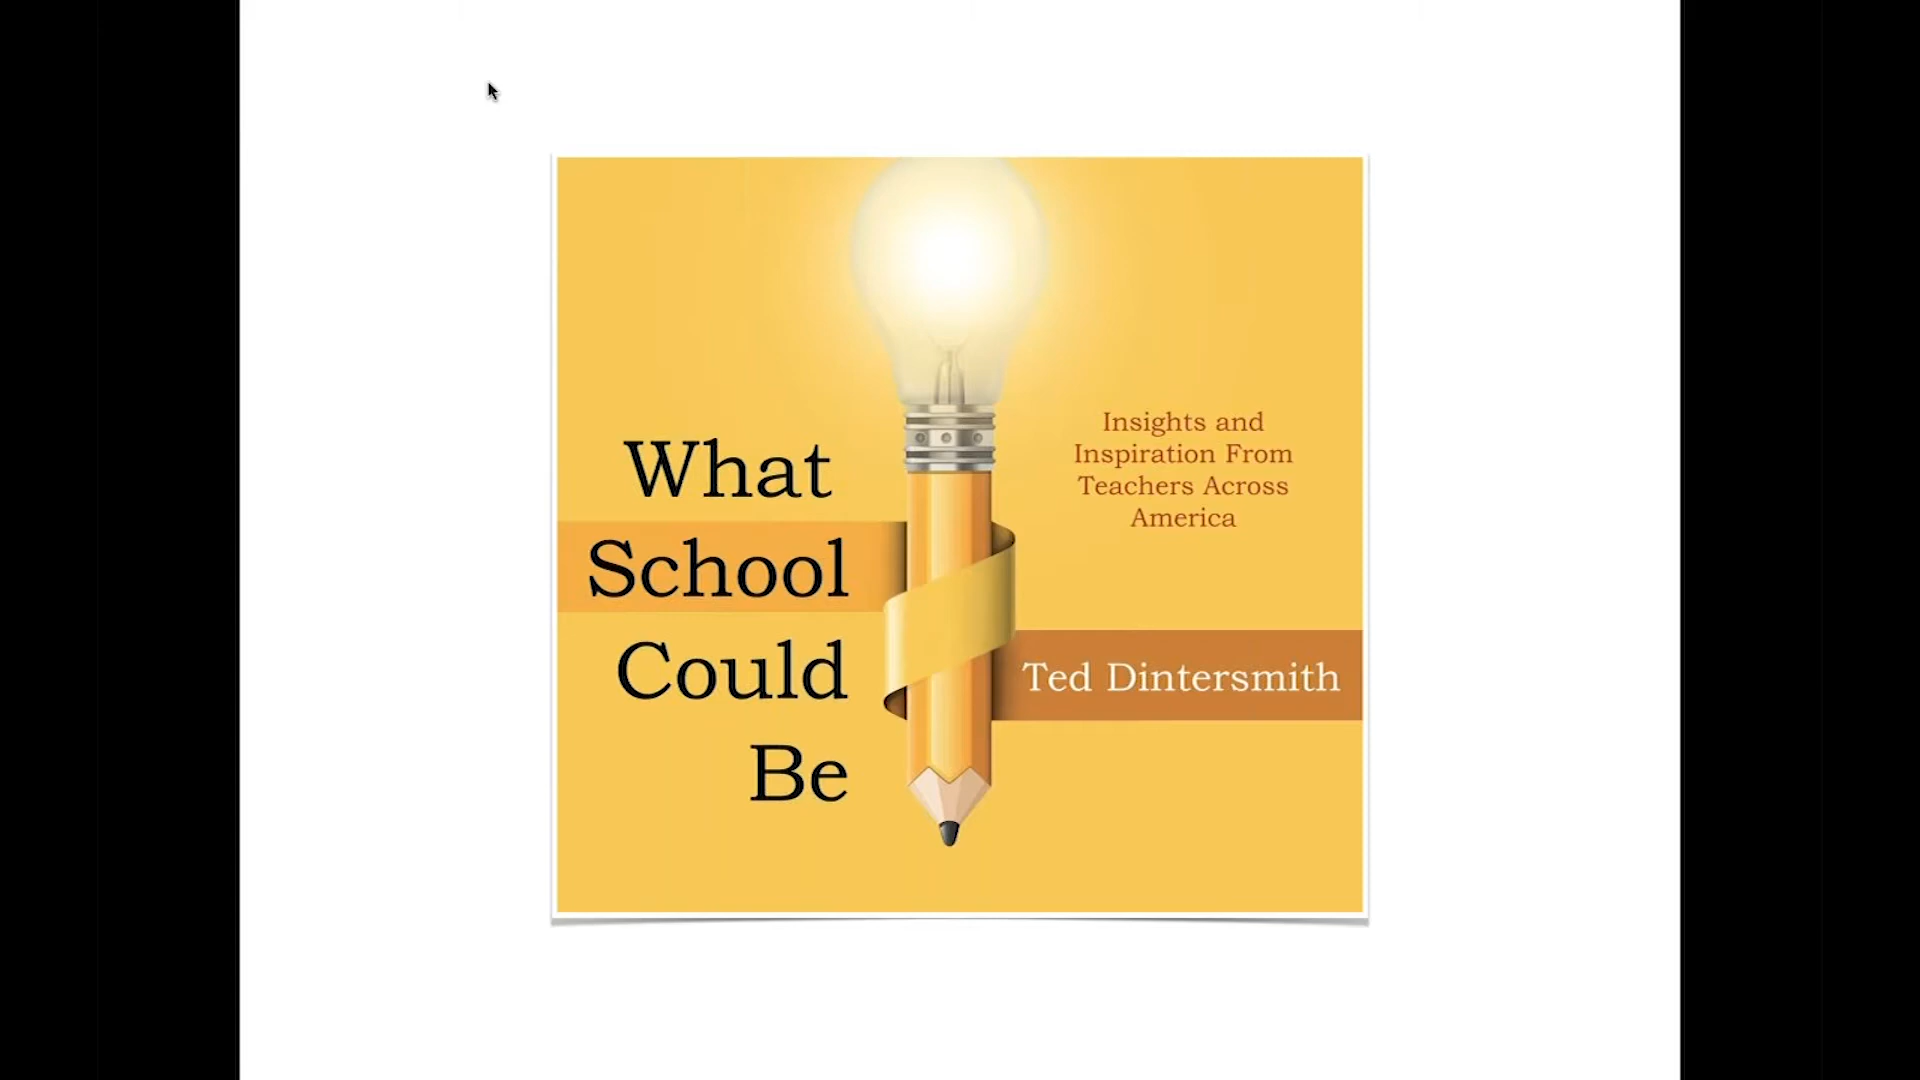 What
School
Could
Be
Insights and
Inspiration From
Teachers Across
America
Ted Dintersmith